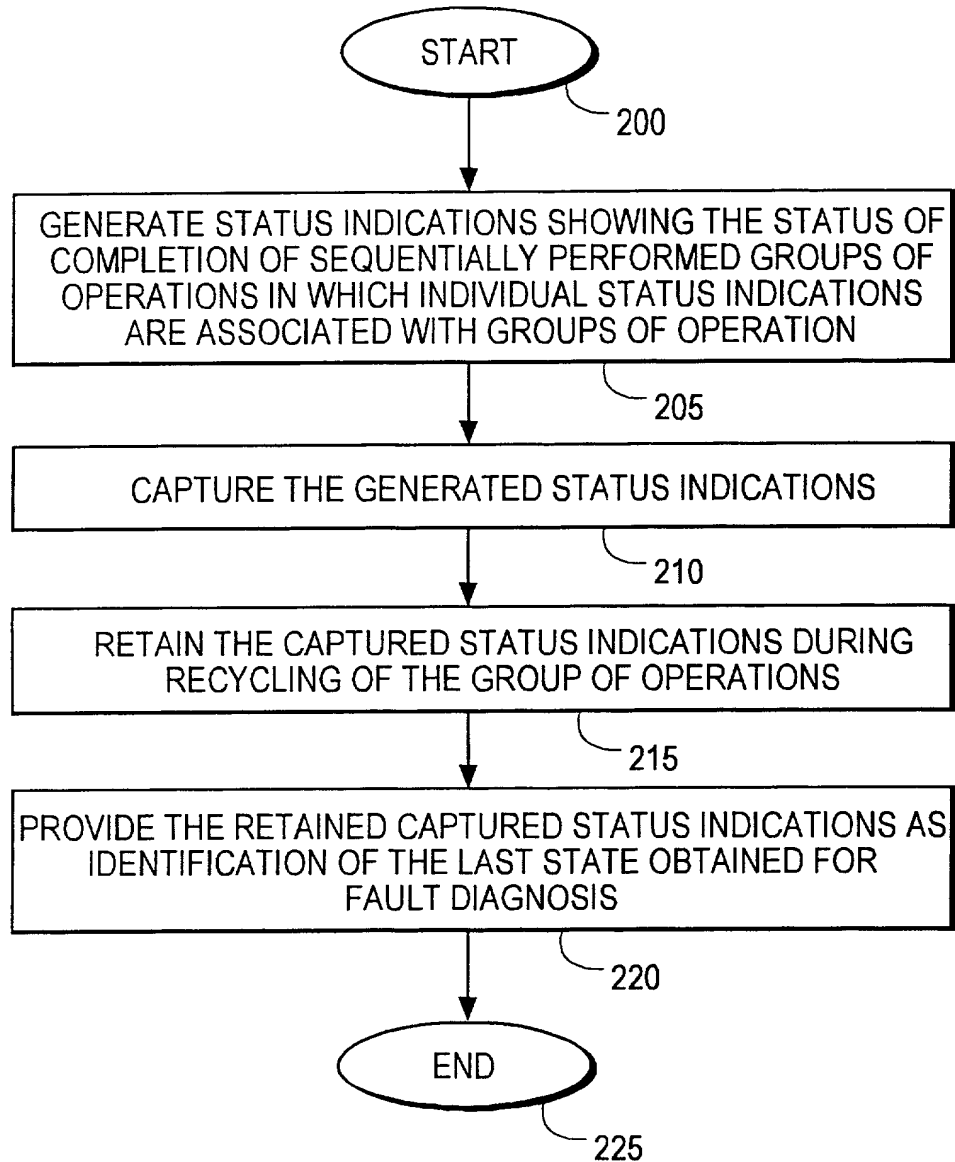 START
200
GENERATE STATUS INDICATIONS SHOWING THE STATUS OF
COMPLETION OF SEQUENTIALLY PERFORMED GROUPS OF
OPERATIONS IN WHICH INDIVIDUAL STATUS INDICATIONS
ARE ASSOCIATED WITH GROUPS OF OPERATION
205
CAPTURE THE GENERATED STATUS INDICATIONS
210
RETAIN THE CAPTURED STATUS INDICATIONS DURING
RECYCLING OF THE GROUP OF OPERATIONS
215
PROVIDE THE RETAINED CAPTURED STATUS INDICATIONS AS
IDENTIFICATION OF THE LAST STATE OBTAINED FOR
FAULT DIAGNOSIS
220
END
225